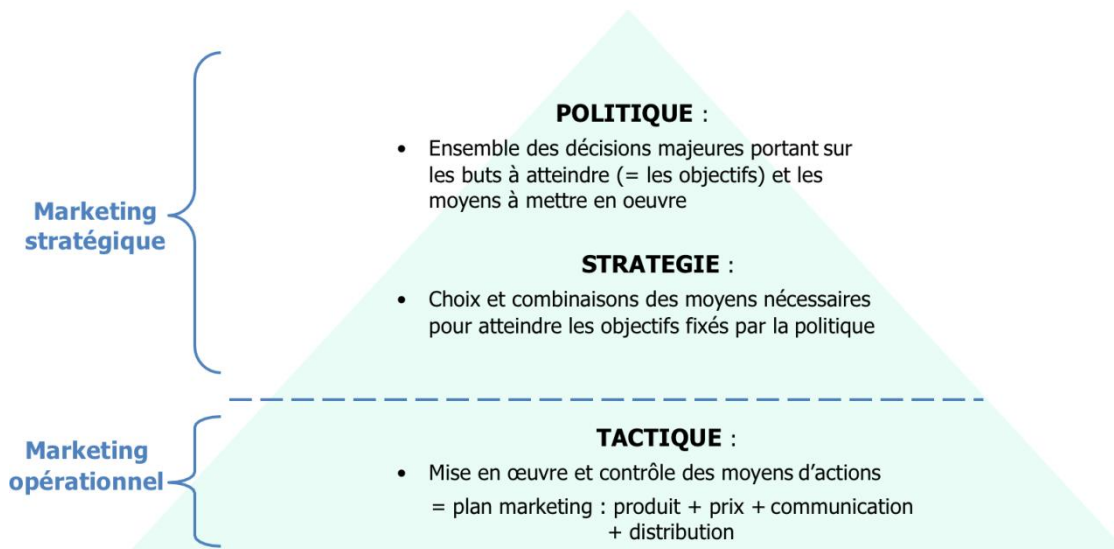 POLITIQUE :
• Ensemble des décisions majeures portant sur
les buts à atteindre (= les objectifs) et les
moyens à mettre en oeuvre
Marketing
stratégique
STRATEGIE :
• Choix et combinaisons des moyens nécessaires
pour atteindre les objectifs fixés par la politique
Marketing
opérationnel
TACTIQUE :
• Mise en œuvre et contrôle des moyens d’actions
= plan marketing : produit + prix + communication
+ distribution